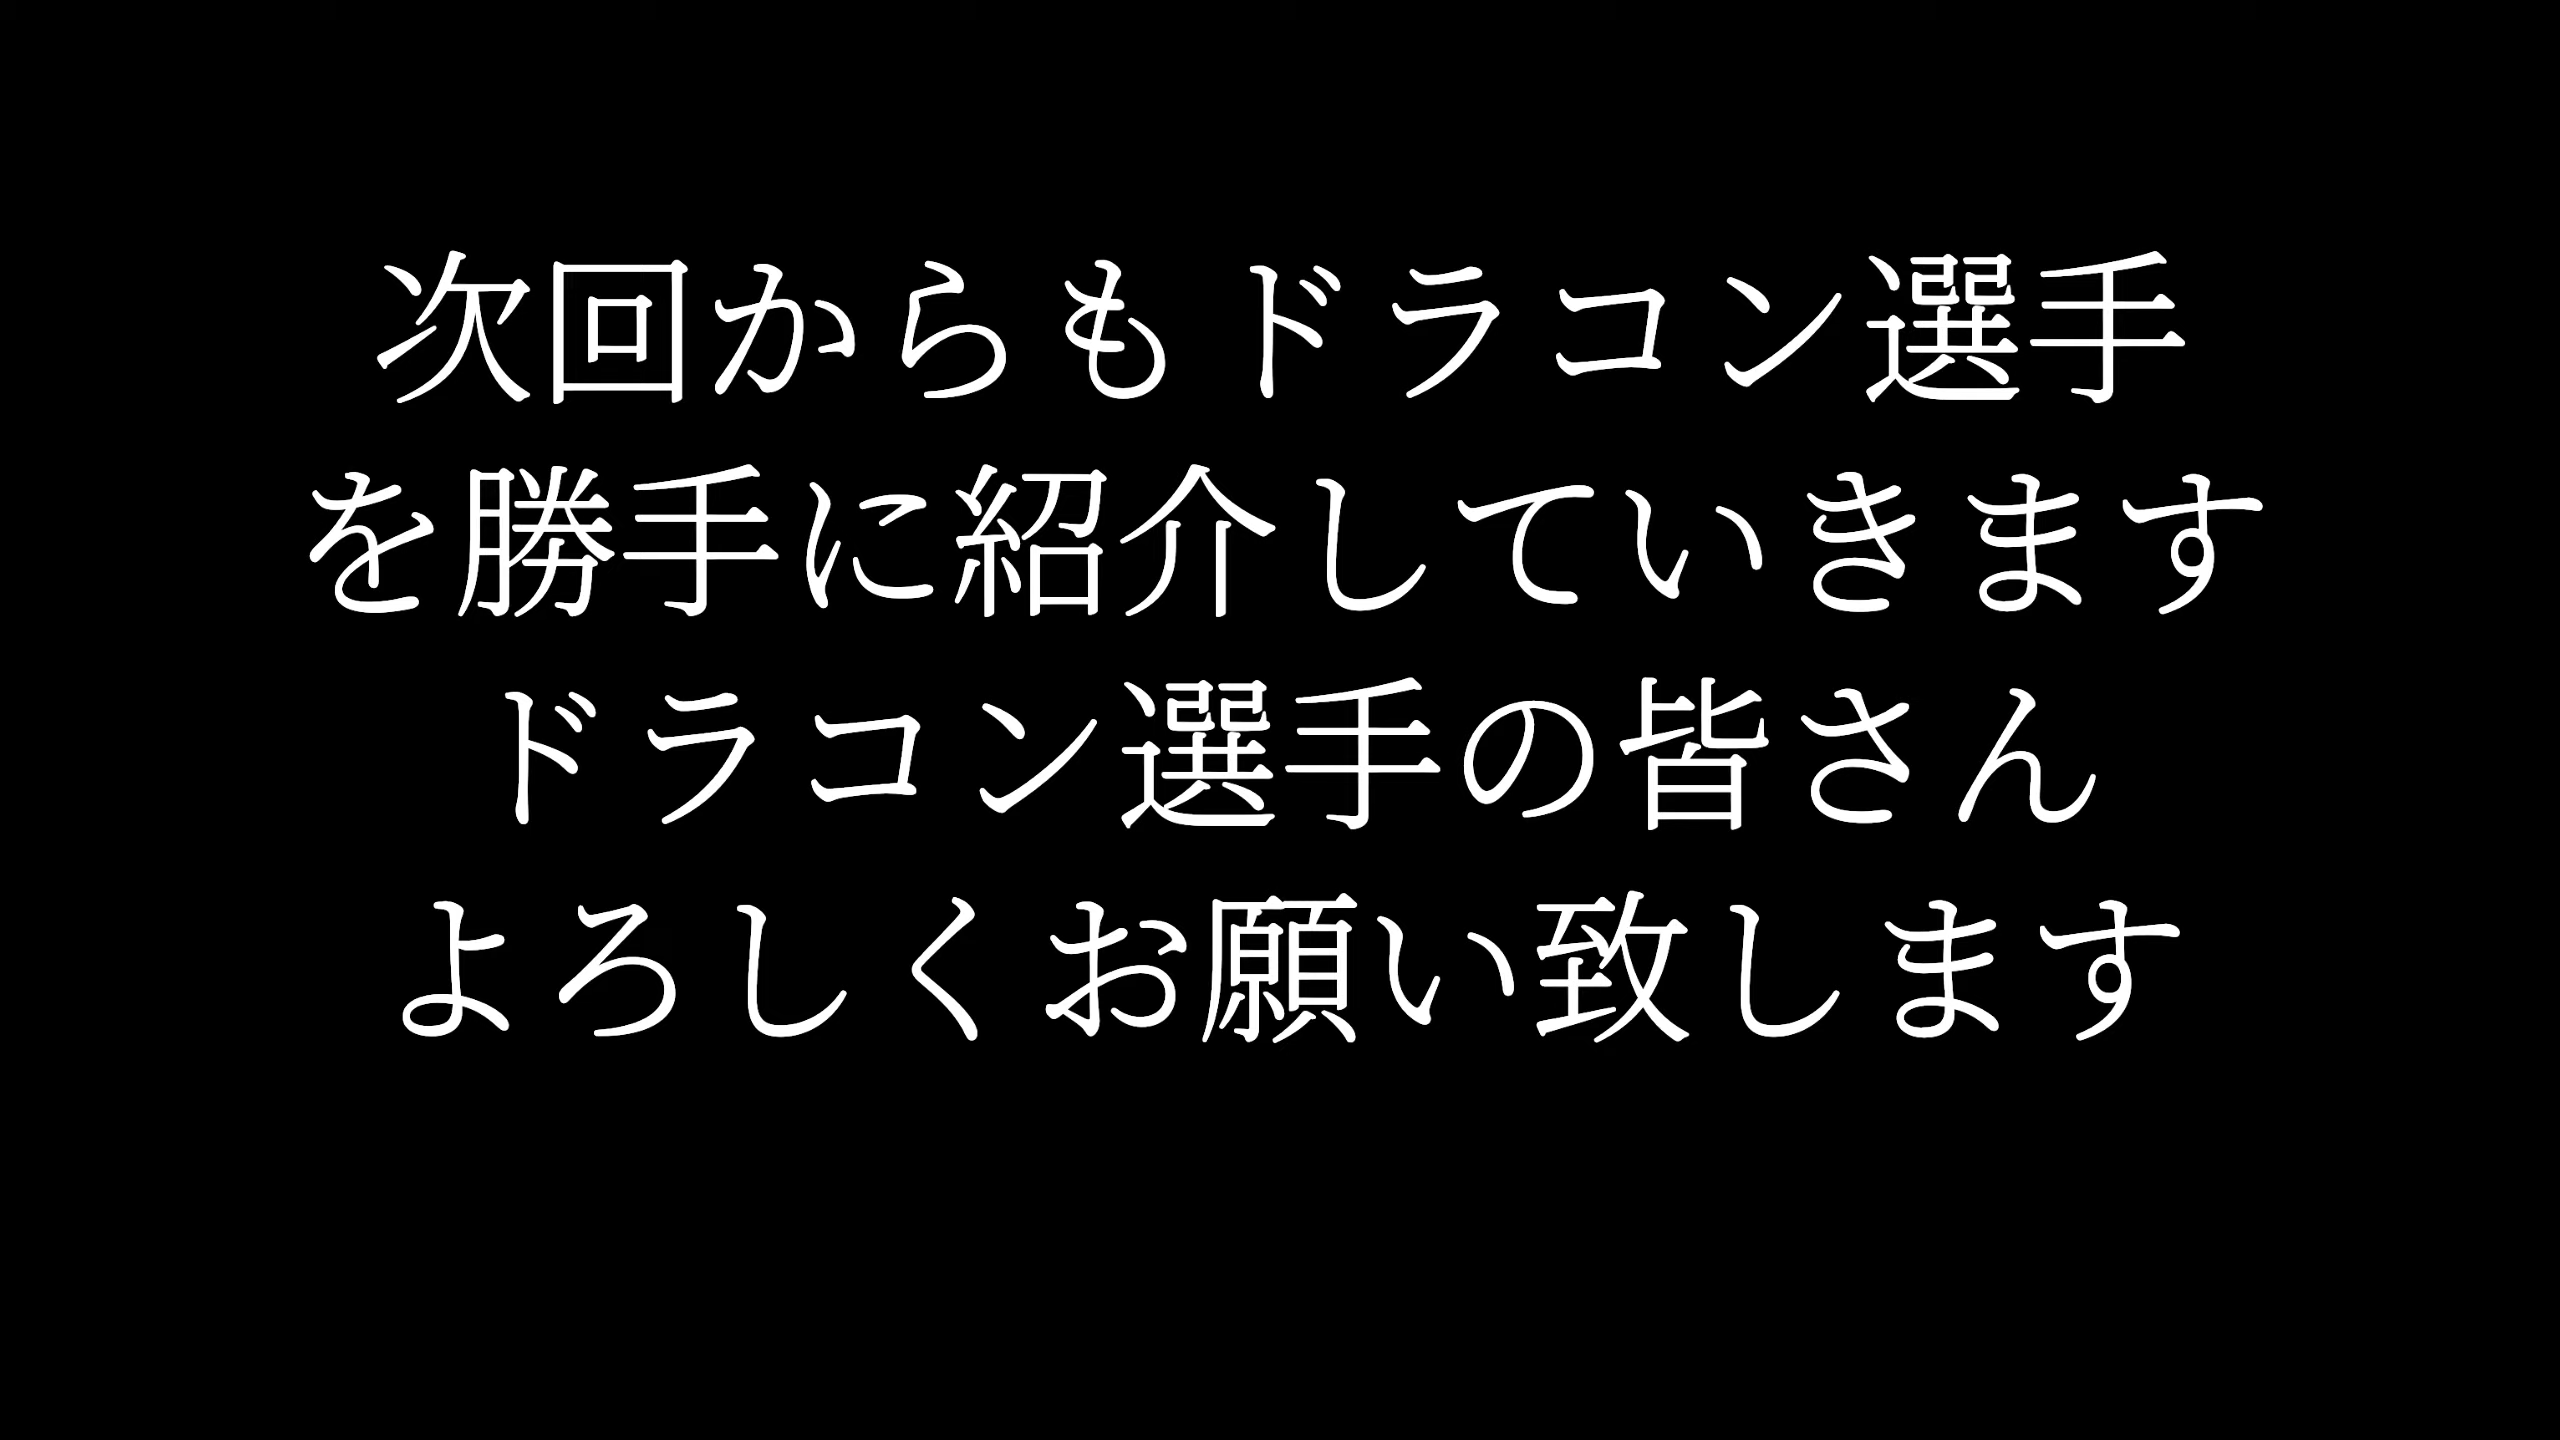 次回からもドラコン選手
を勝手に紹介していきます
ドラコン選手の皆さん
よろしくお願い致します